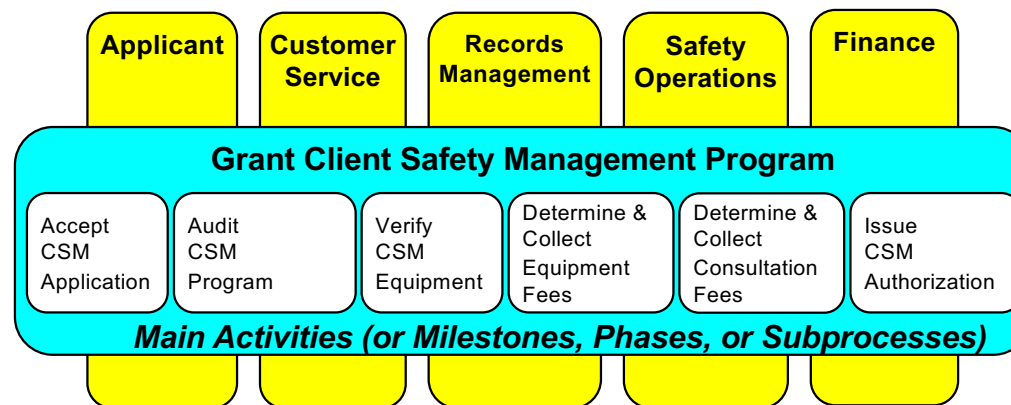 Applicant
Customer
Service
Records
Management
Safety
Operations
Finance
Grant Client Safety Management Program
Accept
CSM
Application
Audit
CSM
Program
Verify
CSM
Equipment
Determine &
Collect
Equipment
Fees
Determine &
Collect
Consultation
Fees
Issue
CSM
Authorization
Main Activities (or Milestones, Phases, or Subprocesses)